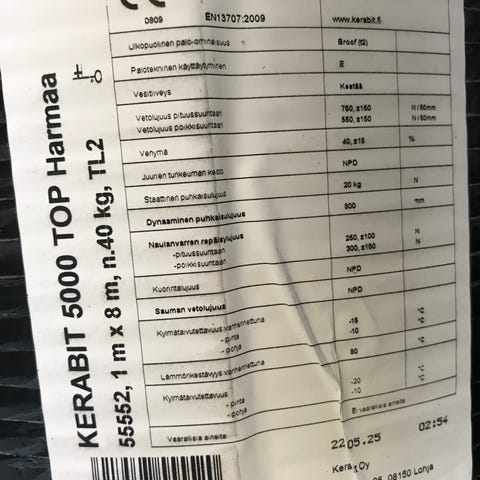 KERABIT 5000 TOP Harmaa
55552, 1 m x 8 m, n.40 kg, TL2
0809 EN13707:2009 www.kerabit.fi
Ulkopuolinen palo-ominaisuus Broof (t2)
Palotekninen käyttäytyminen E
Vesitiiveys Kestää
Vetolujuus pituussuuntaan 750, ±150 N / 50mm
Vetolujuus poikkisuuntaan 550, ±150 N / 50mm
Venymä 40, ±15 %
Juurien tunkeuman kesto NPD
Staattinen puhkaisulujuus 20 kg N
Dynaaminen puhkaisulujuus 800 mm
Naulanvarren repäisylujuus
-pituussuuntaan 250, ±100 N
-poikkisuuntaan 300, ±150 N
Kuorintalujuus NPD
Sauman vetolujuus NPD
Kylmätaivutettavuus vanhennettuna °C
- pinta -15 °C
- pohja -10
Lämmönkestävyys vanhennettuna 90 °C
Kylmätaivutettavuus °C
- pinta -20 °C
- pohja -10
Vaarallisia aineita Ei vaarallisia aineita
22.05.25 02:54
Kera Oy
08150 Lohja